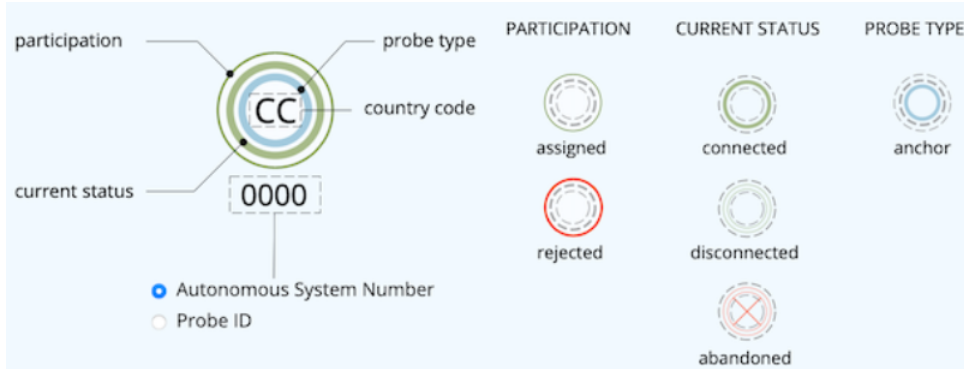 participation
probe type
CC
country code
current status
0000
Autonomous System Number
Probe ID
PARTICIPATION
assigned
rejected
CURRENT STATUS
connected
disconnected
abandoned
PROBE TYPE
anchor